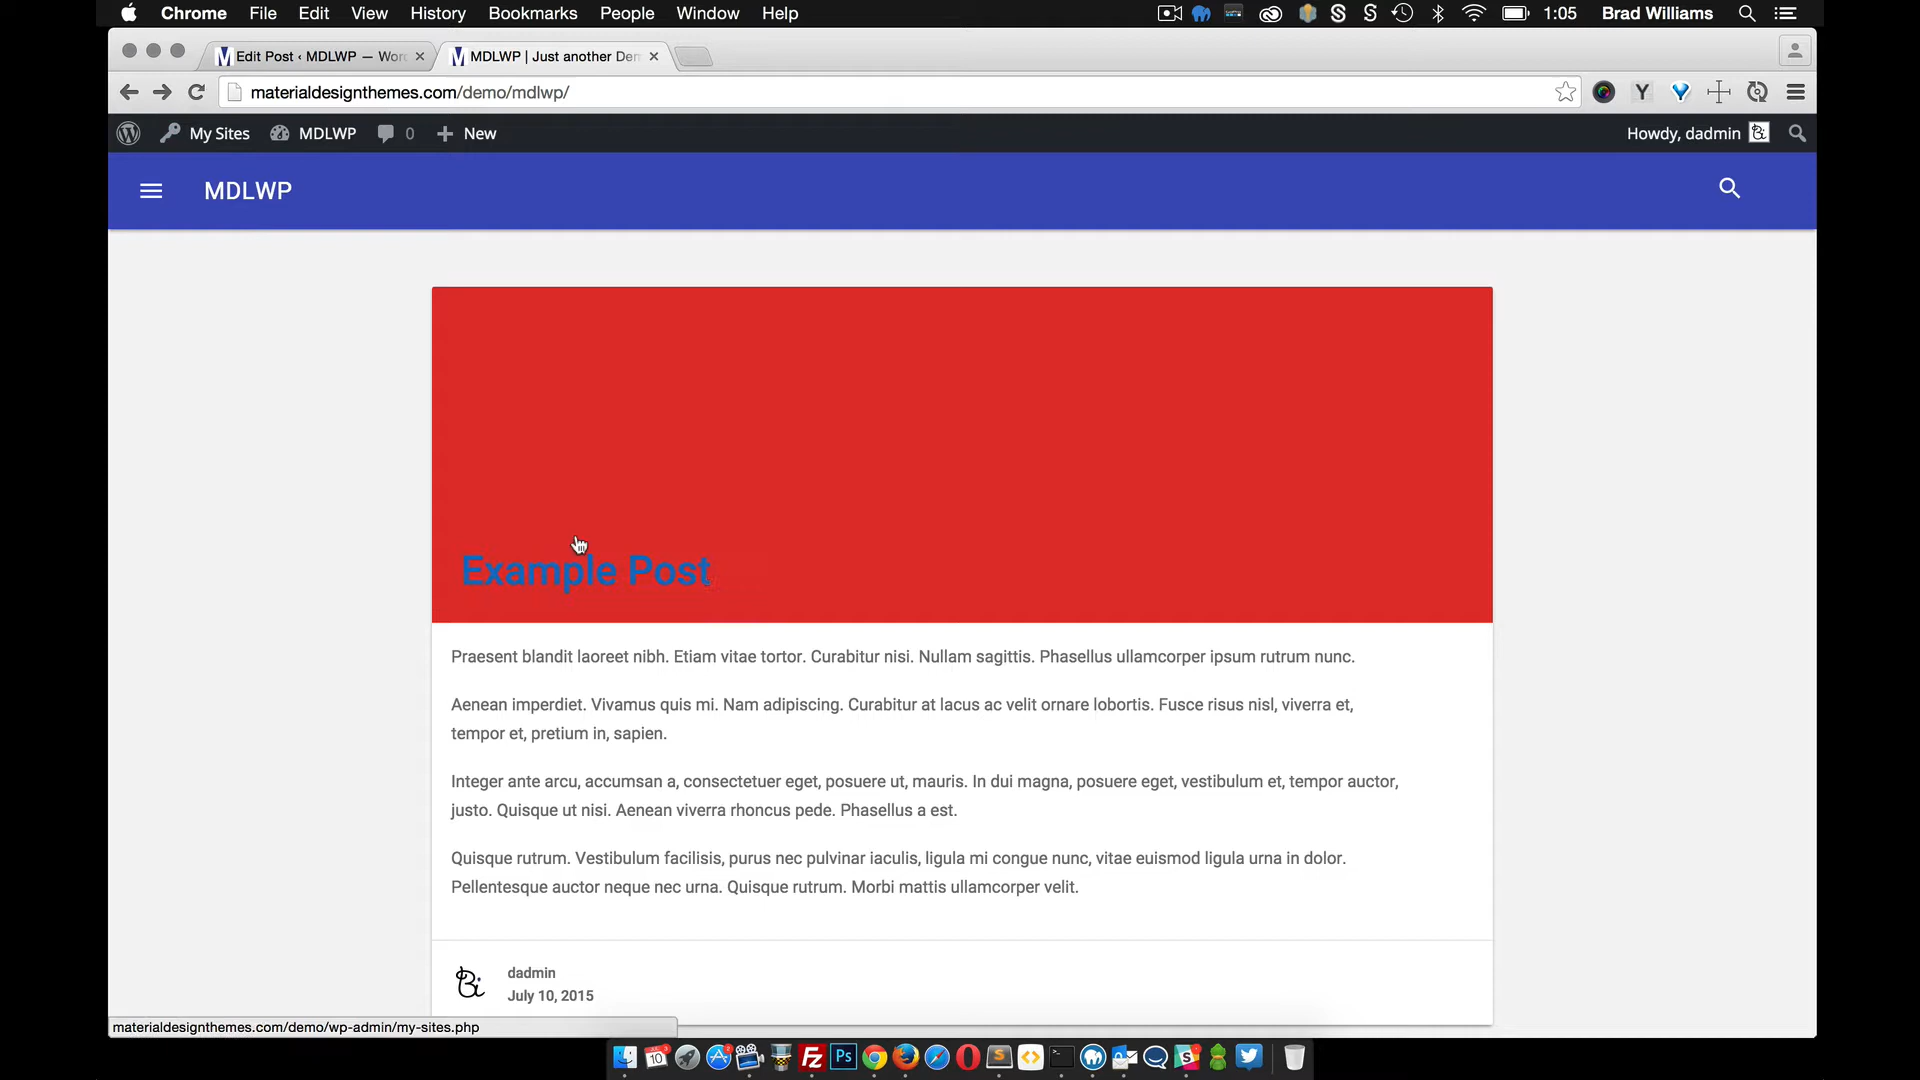 Chrome File Edit View History Bookmarks People Window Help 1:05 Brad Williams
Edit Post ‹ MDLWP — Wor
MDLWP | Just another Dem
materialdesignthemes.com/demo/mdlwp/
My Sites MDLWP 0 New Howdy, dadmin
MDLWP
Example Post
Praesent blandit laoreet nibh. Etiam vitae tortor. Curabitur nisi. Nullam sagittis. Phasellus ullamcorper ipsum rutrum nunc.
Aenean imperdiet. Vivamus quis mi. Nam adipiscing. Curabitur at lacus ac velit ornare lobortis. Fusce risus nisl, viverra et,
tempor et, pretium in, sapien.
Integer ante arcu, accumsan a, consectetuer eget, posuere ut, mauris. In dui magna, posuere eget, vestibulum et, tempor auctor,
justo. Quisque ut nisi. Aenean viverra rhoncus pede. Phasellus a est.
Quisque rutrum. Vestibulum facilisis, purus nec pulvinar iaculis, ligula mi congue nunc, vitae euismod ligula urna in dolor.
Pellentesque auctor neque nec urna. Quisque rutrum. Morbi mattis ullamcorper velit.
dadmin
July 10, 2015
materialdesignthemes.com/demo/wp-admin/my-sites.php